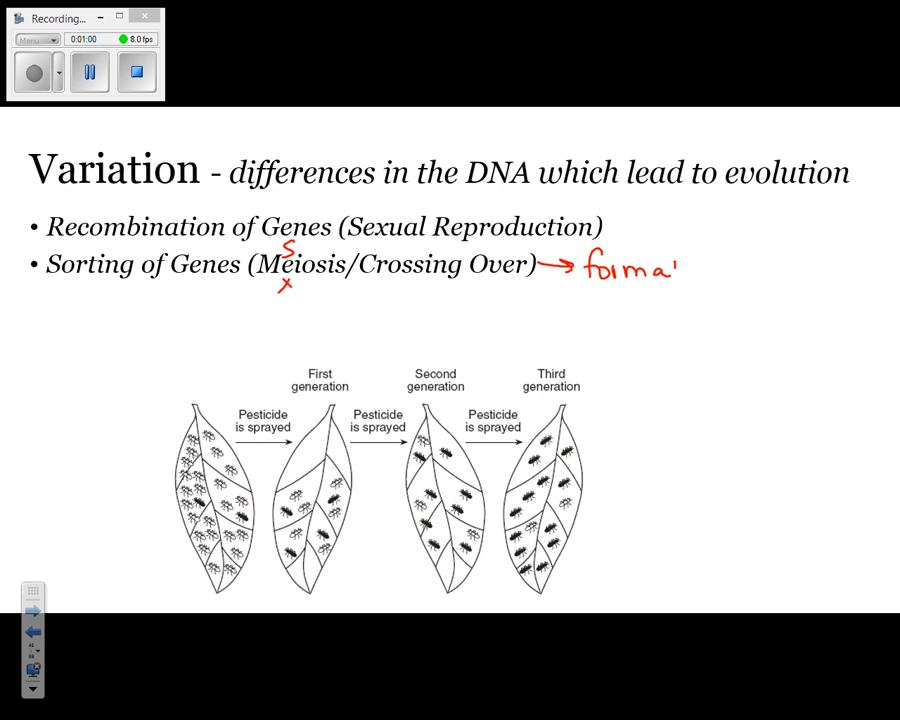 Recording...
Menu
0:01:00
8.0 fps
Variation - differences in the DNA which lead to evolution
• Recombination of Genes (Sexual Reproduction)
S
• Sorting of Genes (Meiosis/Crossing Over) → forma
x
First generation
Second generation
Third generation
Pesticide is sprayed
Pesticide is sprayed
Pesticide is sprayed